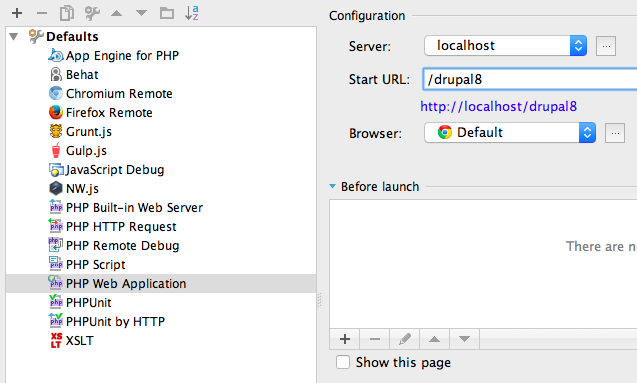 Defaults
App Engine for PHP
Behat
Chromium Remote
Firefox Remote
Grunt.js
Gulp.js
JavaScript Debug
NW.js
PHP Built-in Web Server
PHP HTTP Request
PHP Remote Debug
PHP Script
PHP Web Application
PHPUnit
PHPUnit by HTTP
XSLT
Configuration
Server: localhost ...
Start URL: /drupal8
http://localhost/drupal8
Browser: Default ...
Before launch
There are n
Show this page